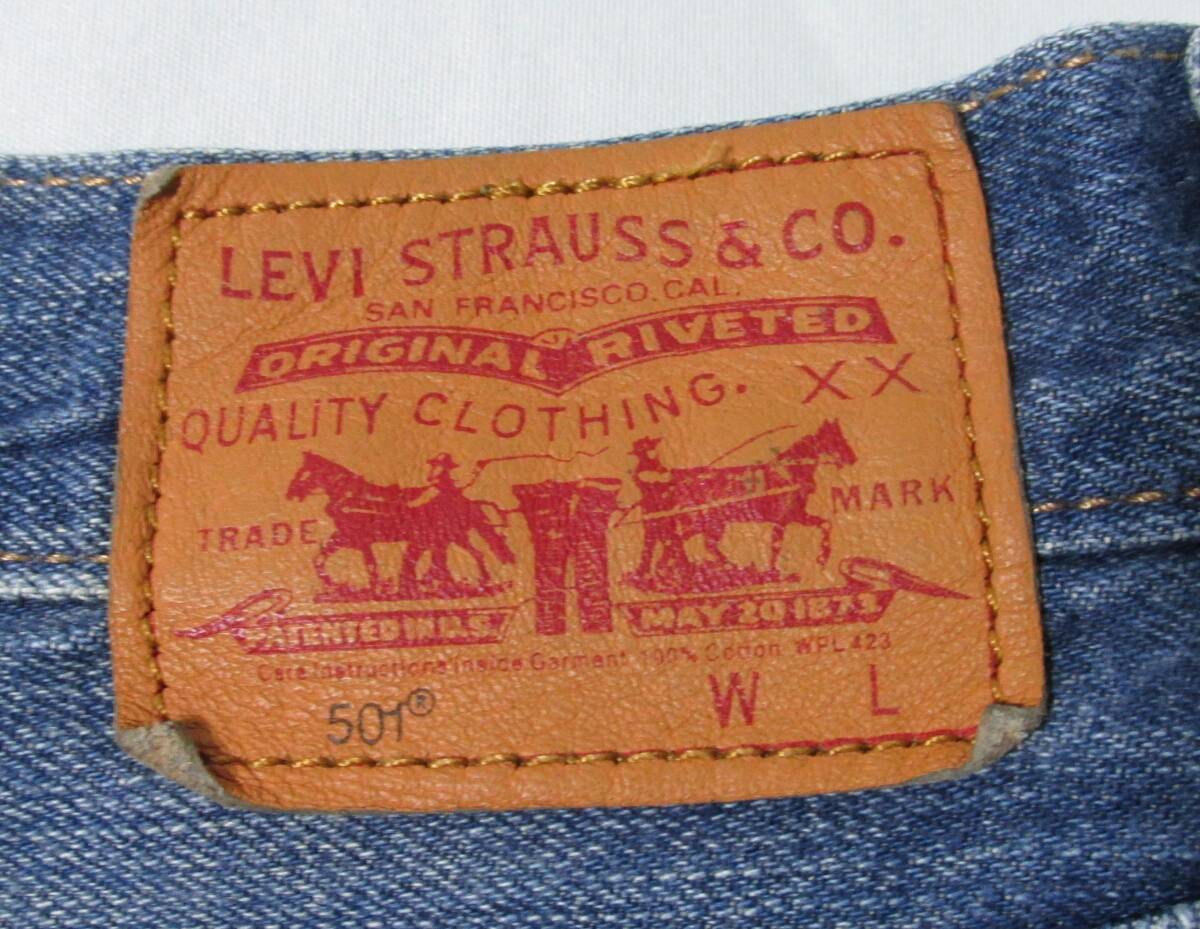 LEVI STRAUSS & CO.
SAN FRANCISCO. CAL.
ORIGINAL RIVETED
QUALITY CLOTHING. XX
TRADE MARK
PATENTED IN U.S. MAY 20 1873
Care Instructions Inside Garment 100% Cotton WPL 423
501® W L